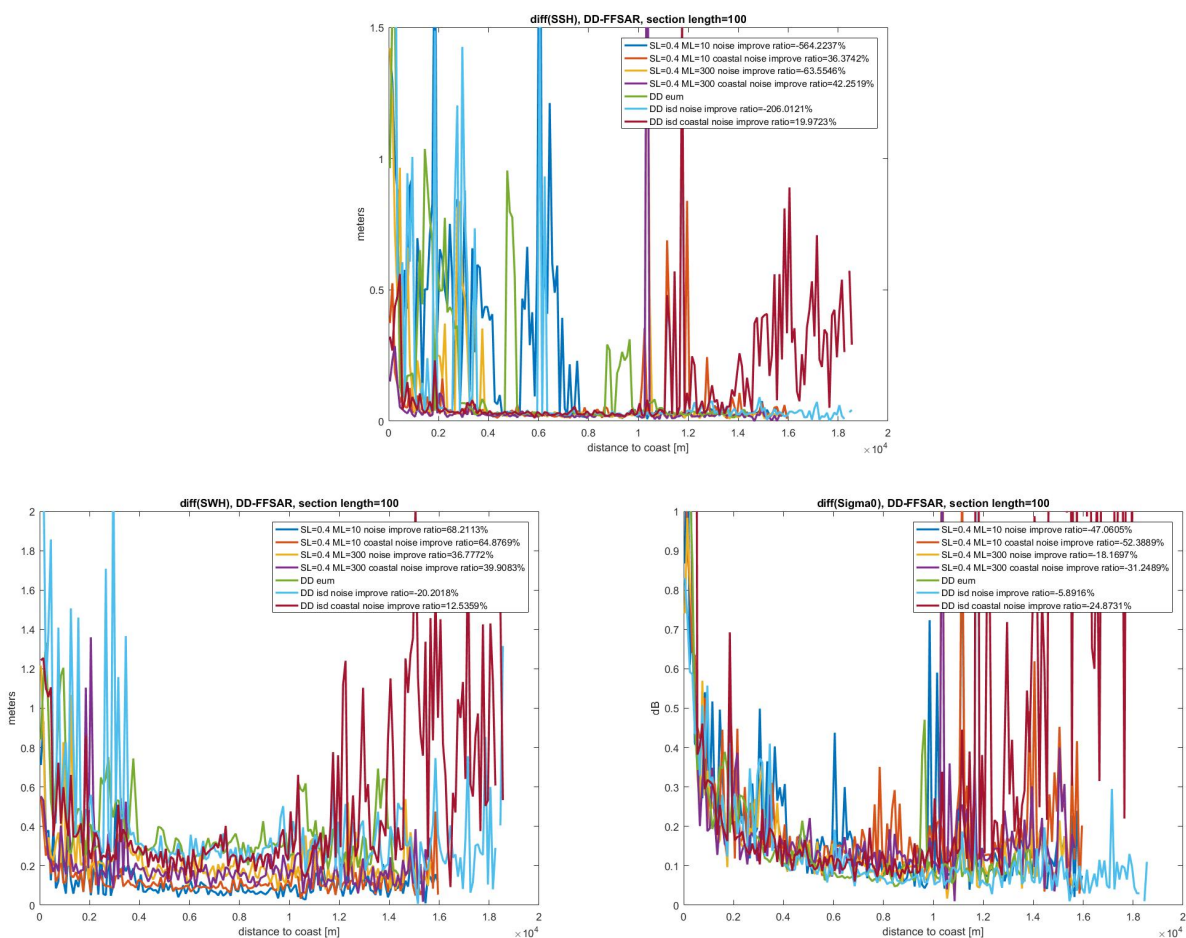 diff(SSH), DD-FFSAR, section length=100
1.5
1
0.5
0
meters
SL=0.4 ML=10 noise improve ratio=-564.2237%
SL=0.4 ML=10 coastal noise improve ratio=36.3742%
SL=0.4 ML=300 noise improve ratio=-63.5546%
SL=0.4 ML=300 coastal noise improve ratio=42.2519%
DD eum
DD isd noise improve ratio=-206.0121%
DD isd coastal noise improve ratio=19.9723%
0 0.2 0.4 0.6 0.8 1 1.2 1.4 1.6 1.8 2
distance to coast [m]
×10⁴
diff(SWH), DD-FFSAR, section length=100
2
1.8
1.6
1.4
1.2
1
0.8
0.6
0.4
0.2
0
meters
SL=0.4 ML=10 noise improve ratio=68.2113%
SL=0.4 ML=10 coastal noise improve ratio=64.8769%
SL=0.4 ML=300 noise improve ratio=36.7772%
SL=0.4 ML=300 coastal noise improve ratio=39.9083%
DD eum
DD isd noise improve ratio=-20.2018%
DD isd coastal noise improve ratio=12.5359%
0 0.2 0.4 0.6 0.8 1 1.2 1.4 1.6 1.8 2
distance to coast [m]
×10⁴
diff(Sigma0), DD-FFSAR, section length=100
1
0.9
0.8
0.7
0.6
0.5
0.4
0.3
0.2
0.1
0
dB
SL=0.4 ML=10 noise improve ratio=-47.0605%
SL=0.4 ML=10 coastal noise improve ratio=-52.3889%
SL=0.4 ML=300 noise improve ratio=-18.1697%
SL=0.4 ML=300 coastal noise improve ratio=-31.2489%
DD eum
DD isd noise improve ratio=-5.8916%
DD isd coastal noise improve ratio=-24.8731%
0 0.2 0.4 0.6 0.8 1 1.2 1.4 1.6 1.8 2
distance to coast [m]
×10⁴